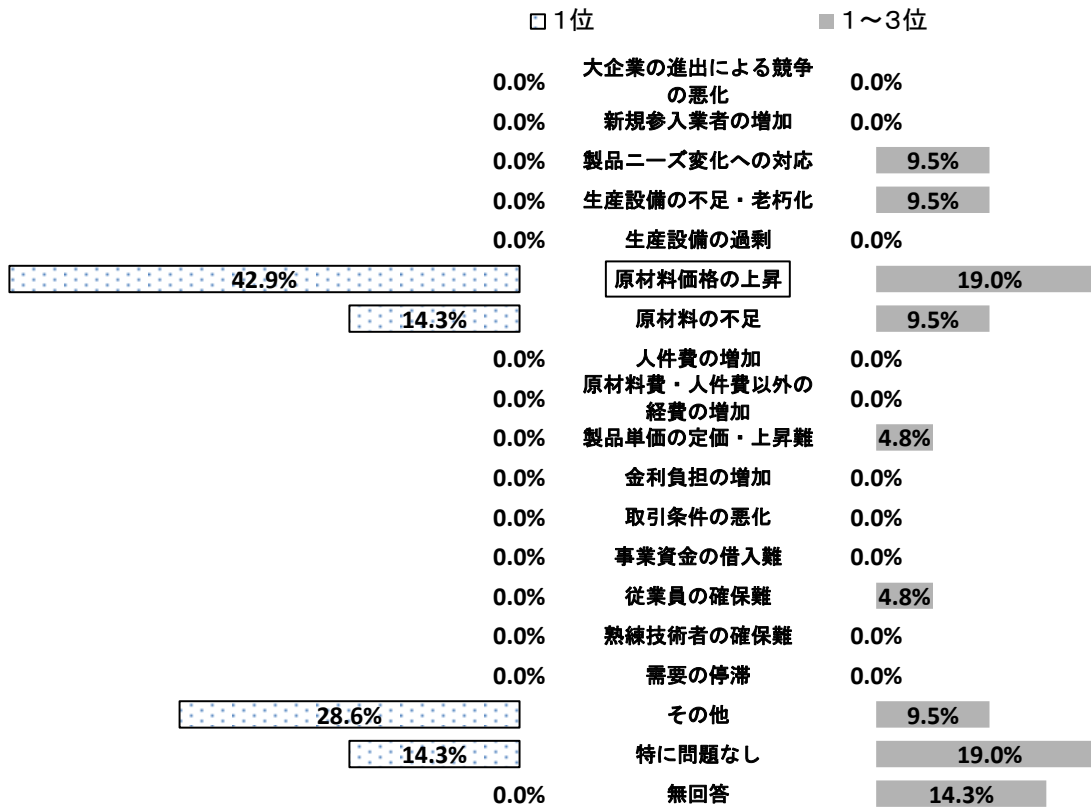 1位 1～3位
0.0% 大企業の進出による競争 0.0%
の悪化
0.0% 新規参入業者の増加 0.0%
0.0% 製品ニーズ変化への対応 9.5%
0.0% 生産設備の不足・老朽化 9.5%
0.0% 生産設備の過剰 0.0%
42.9% 原材料価格の上昇 19.0%
14.3% 原材料の不足 9.5%
0.0% 人件費の増加 0.0%
0.0% 原材料費・人件費以外の 0.0%
経費の増加
0.0% 製品単価の定価・上昇難 4.8%
0.0% 金利負担の増加 0.0%
0.0% 取引条件の悪化 0.0%
0.0% 事業資金の借入難 0.0%
0.0% 従業員の確保難 4.8%
0.0% 熟練技術者の確保難 0.0%
0.0% 需要の停滞 0.0%
28.6% その他 9.5%
14.3% 特に問題なし 19.0%
0.0% 無回答 14.3%